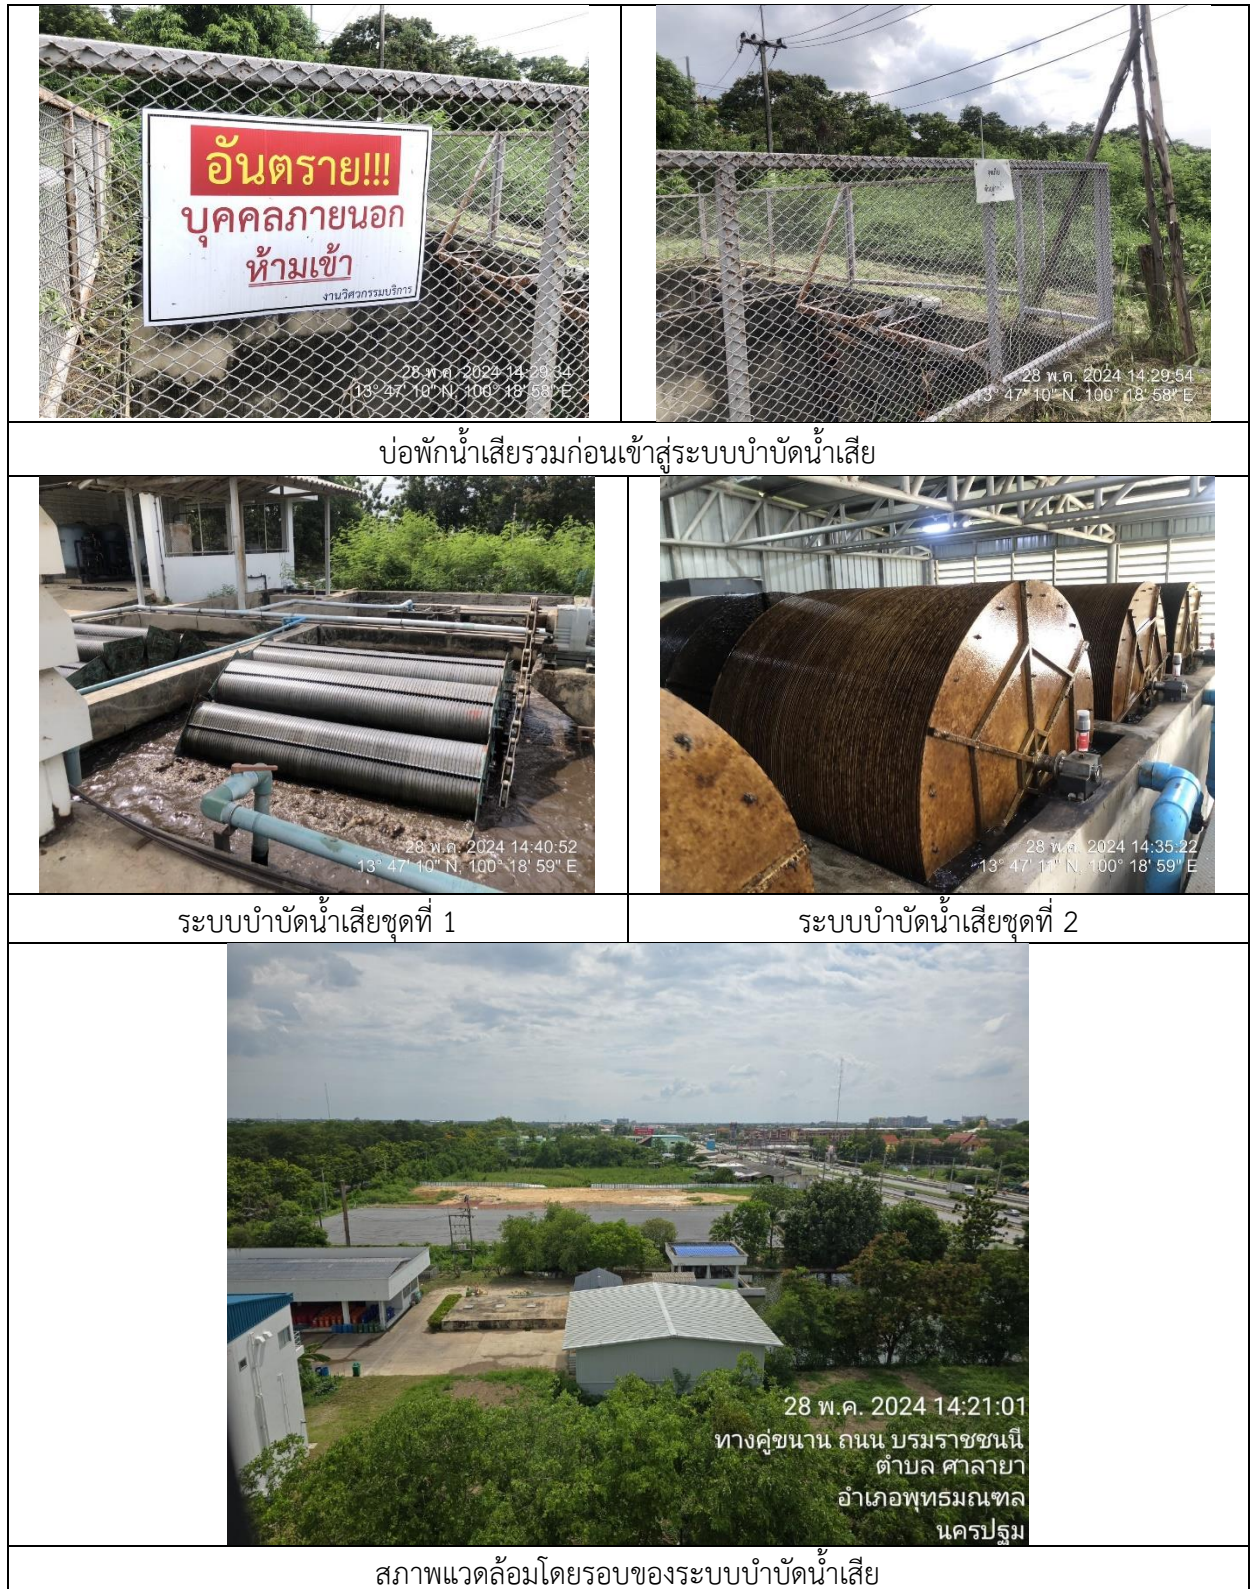 อันตราย!!!
บุคคลภายนอก
ห้ามเข้า
งานวิศวกรรมบริการ
28 พ.ค. 2024 14:29:34
13° 47' 10" N, 100° 18' 58" E
28 พ.ค. 2024 14:29:54
13° 47' 10" N, 100° 18' 58" E
บ่อพักน้ำเสียรวมก่อนเข้าสู่ระบบบำบัดน้ำเสีย
28 พ.ค. 2024 14:40:52
13° 47' 10" N, 100° 18' 59" E
28 พ.ค. 2024 14:35:22
13° 47' 11" N, 100° 18' 59" E
ระบบบำบัดน้ำเสียชุดที่ 1
ระบบบำบัดน้ำเสียชุดที่ 2
28 พ.ค. 2024 14:21:01
ทางคู่ขนาน ถนน บรมราชชนนี
ตำบล ศาลายา
อำเภอพุทธมณฑล
นครปฐม
สภาพแวดล้อมโดยรอบของระบบบำบัดน้ำเสีย